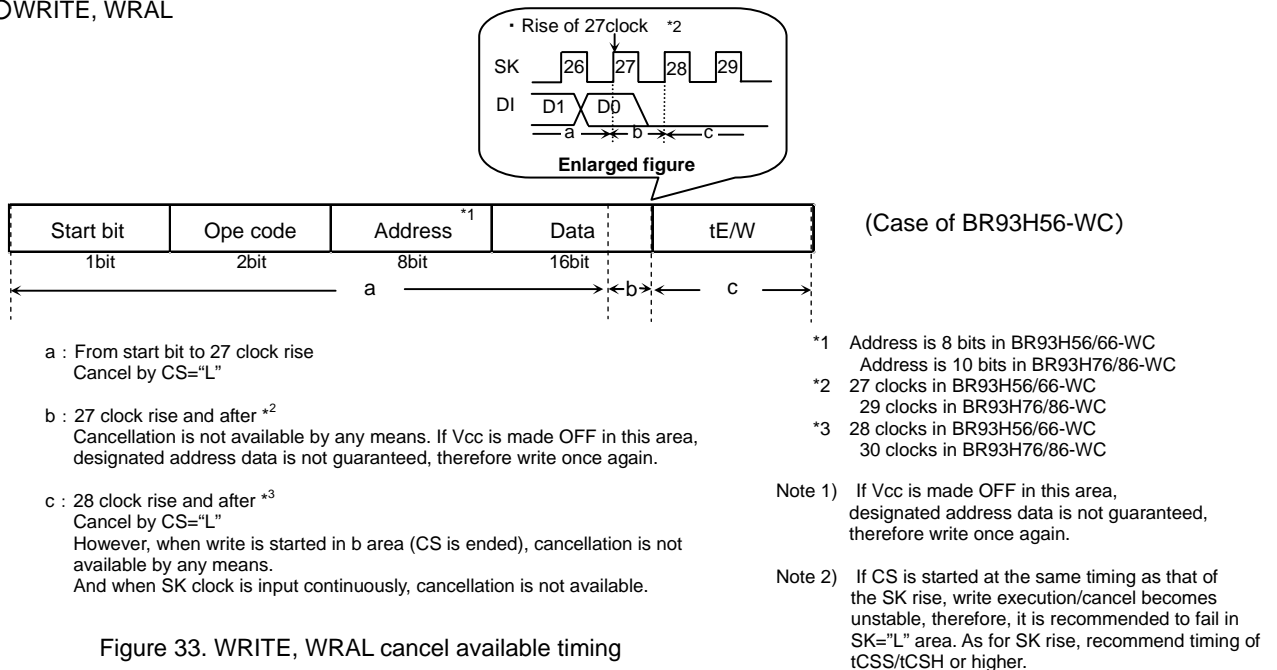 〇WRITE, WRAL
・ Rise of 27clock *2
SK 26 27 28 29
DI D1 D0
a b c
Enlarged figure
Start bit Ope code Address *1 Data tE/W
(Case of BR93H56-WC)
1bit 2bit 8bit 16bit
a b c
a : From start bit to 27 clock rise
Cancel by CS=“L”
b : 27 clock rise and after *2
Cancellation is not available by any means. If Vcc is made OFF in this area,
designated address data is not guaranteed, therefore write once again.
c : 28 clock rise and after *3
Cancel by CS=“L”
However, when write is started in b area (CS is ended), cancellation is not
available by any means.
And when SK clock is input continuously, cancellation is not available.
Figure 33. WRITE, WRAL cancel available timing
*1 Address is 8 bits in BR93H56/66-WC
Address is 10 bits in BR93H76/86-WC
*2 27 clocks in BR93H56/66-WC
29 clocks in BR93H76/86-WC
*3 28 clocks in BR93H56/66-WC
30 clocks in BR93H76/86-WC
Note 1) If Vcc is made OFF in this area,
designated address data is not guaranteed,
therefore write once again.
Note 2) If CS is started at the same timing as that of
the SK rise, write execution/cancel becomes
unstable, therefore, it is recommended to fail in
SK="L" area. As for SK rise, recommend timing of
tCSS/tCSH or higher.